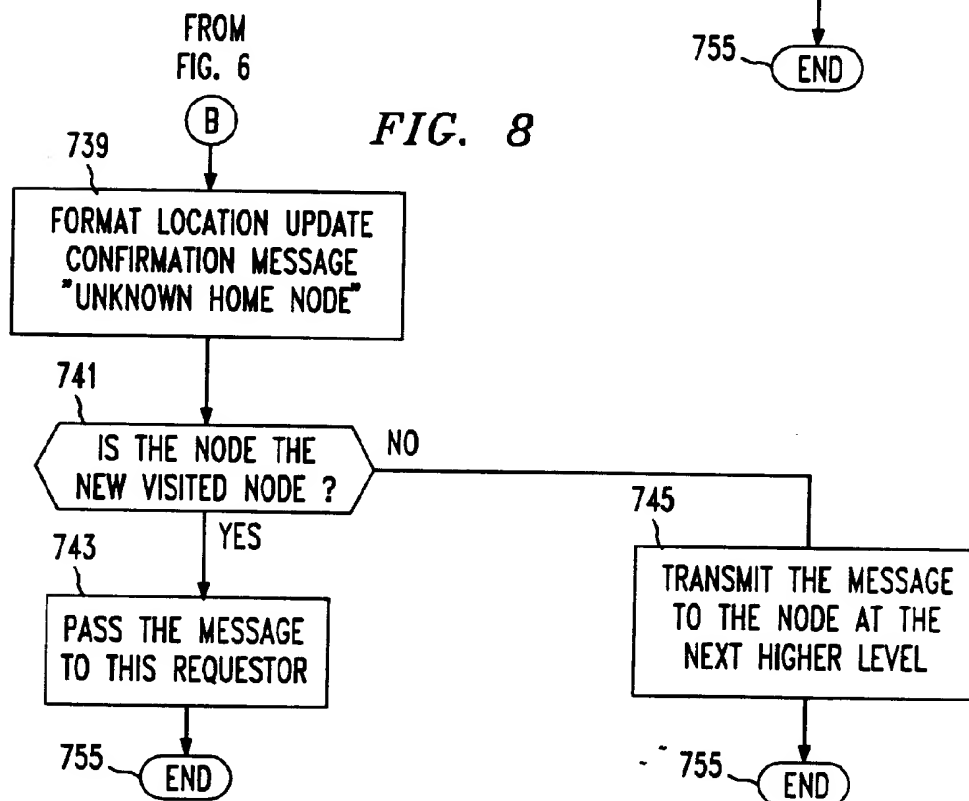 FROM
FIG. 6
B
FIG. 8
755
END
739
FORMAT LOCATION UPDATE
CONFIRMATION MESSAGE
"UNKNOWN HOME NODE"
741
IS THE NODE THE
NEW VISITED NODE ?
NO
YES
743
PASS THE MESSAGE
TO THIS REQUESTOR
755
END
745
TRANSMIT THE MESSAGE
TO THE NODE AT THE
NEXT HIGHER LEVEL
755
END